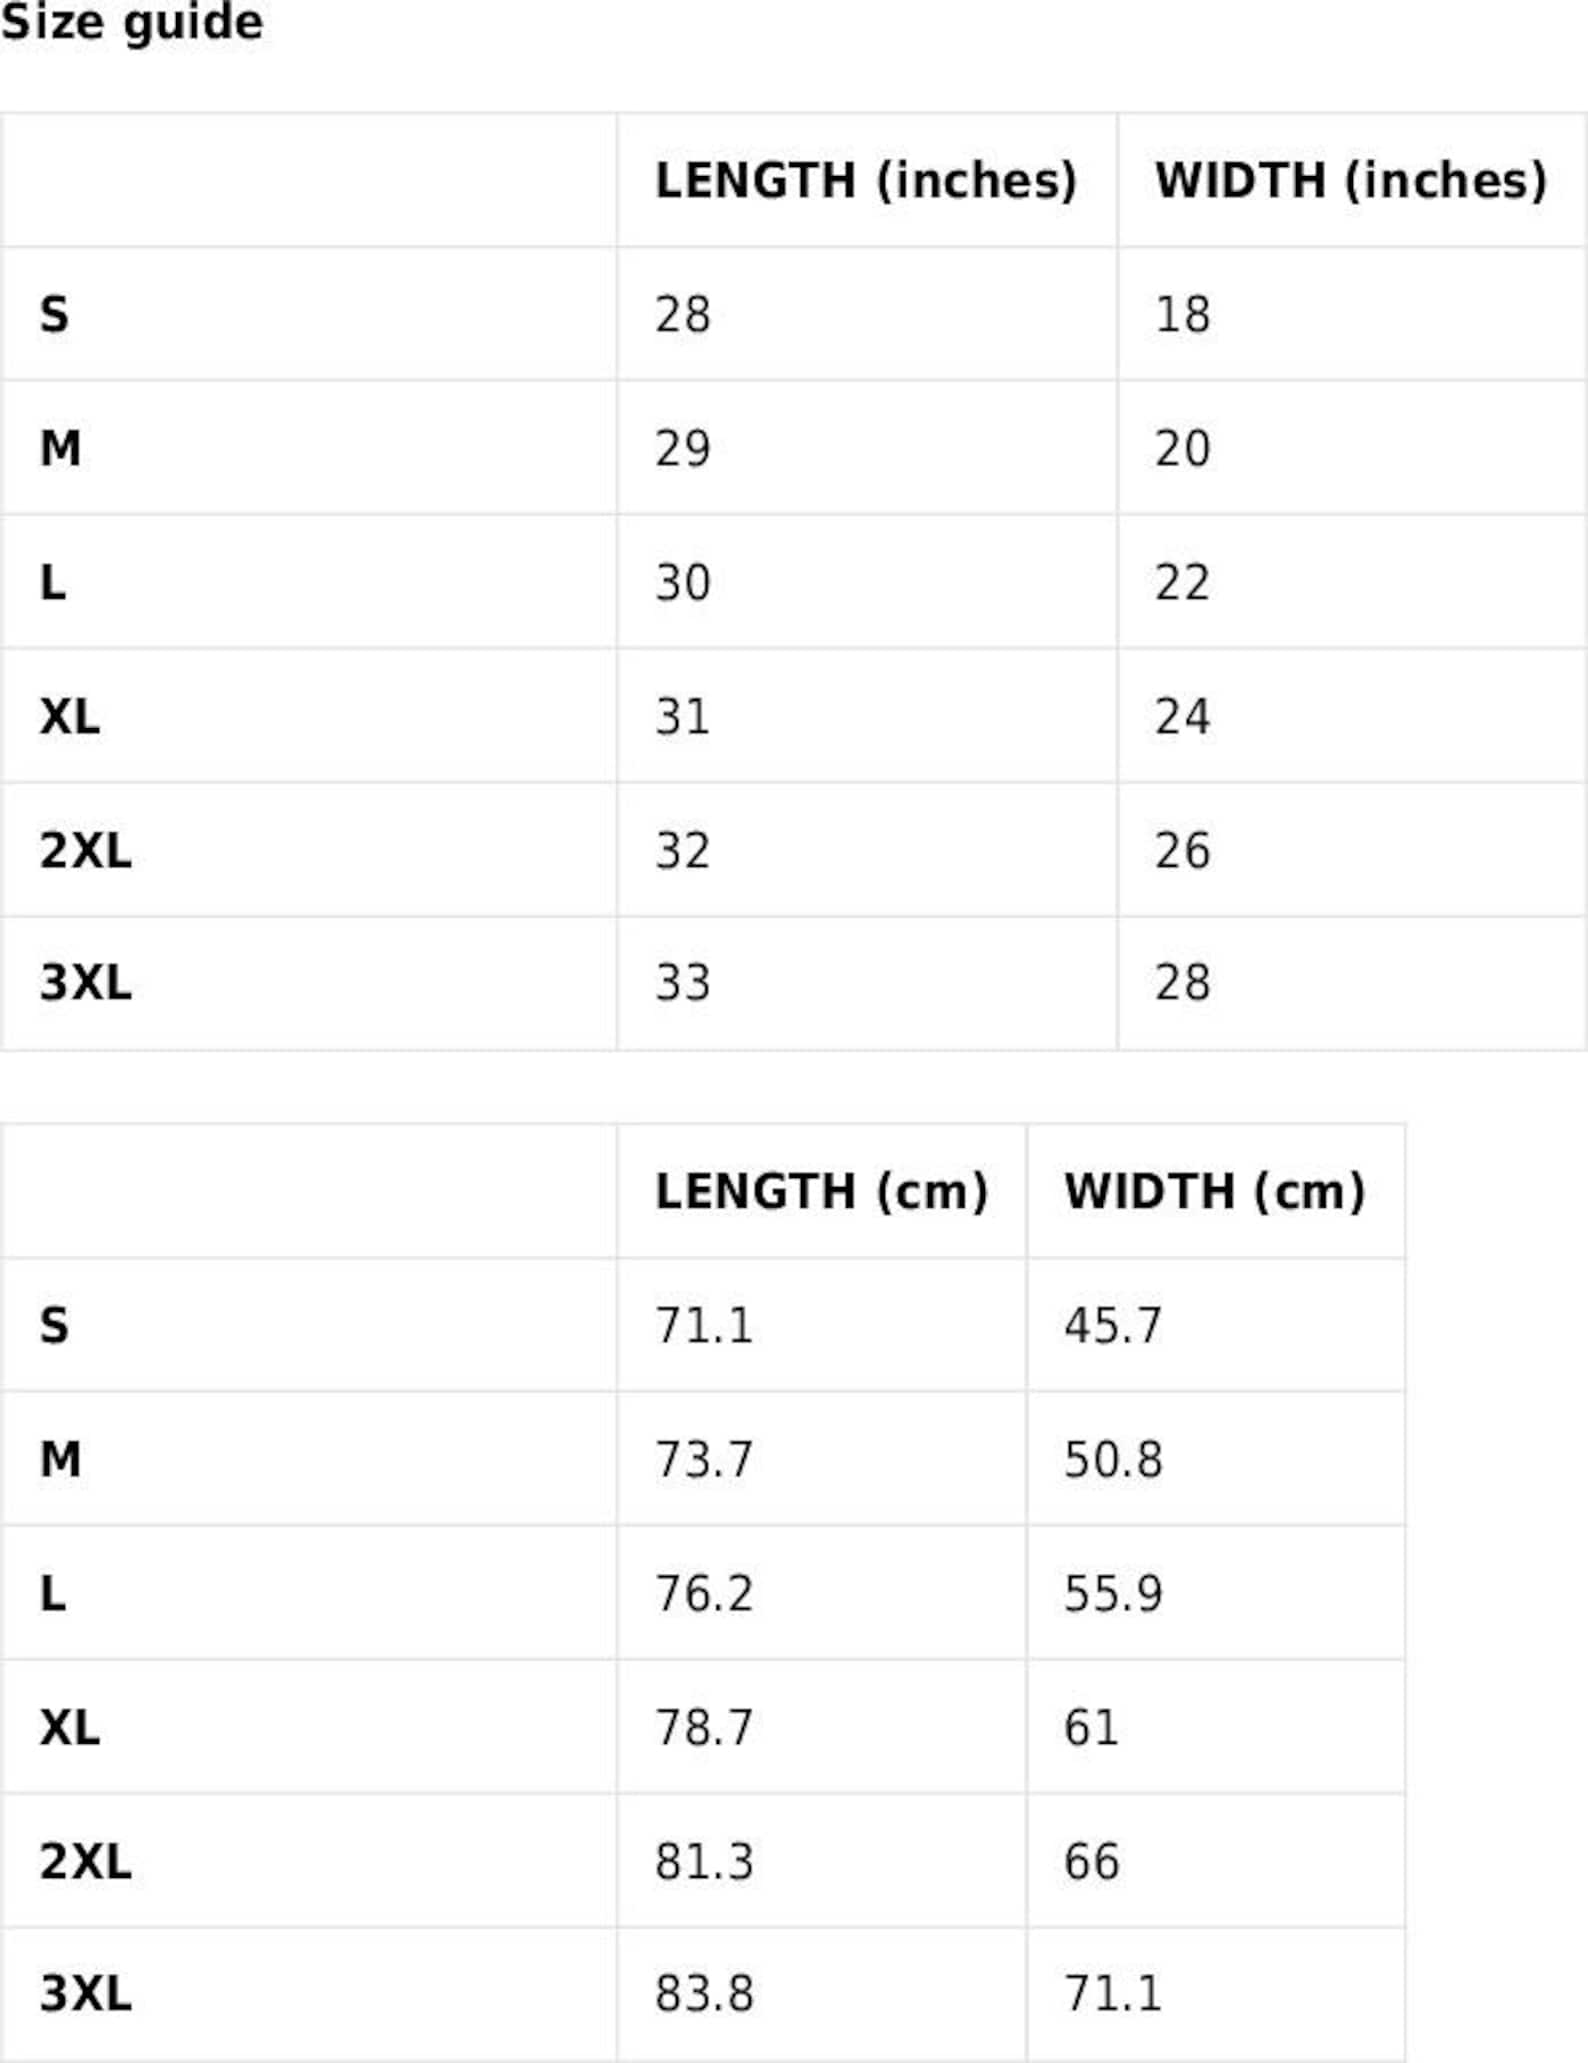 Size guide
LENGTH (inches) WIDTH (inches)
S 28 18
M 29 20
L 30 22
XL 31 24
2XL 32 26
3XL 33 28
LENGTH (cm) WIDTH (cm)
S 71.1 45.7
M 73.7 50.8
L 76.2 55.9
XL 78.7 61
2XL 81.3 66
3XL 83.8 71.1